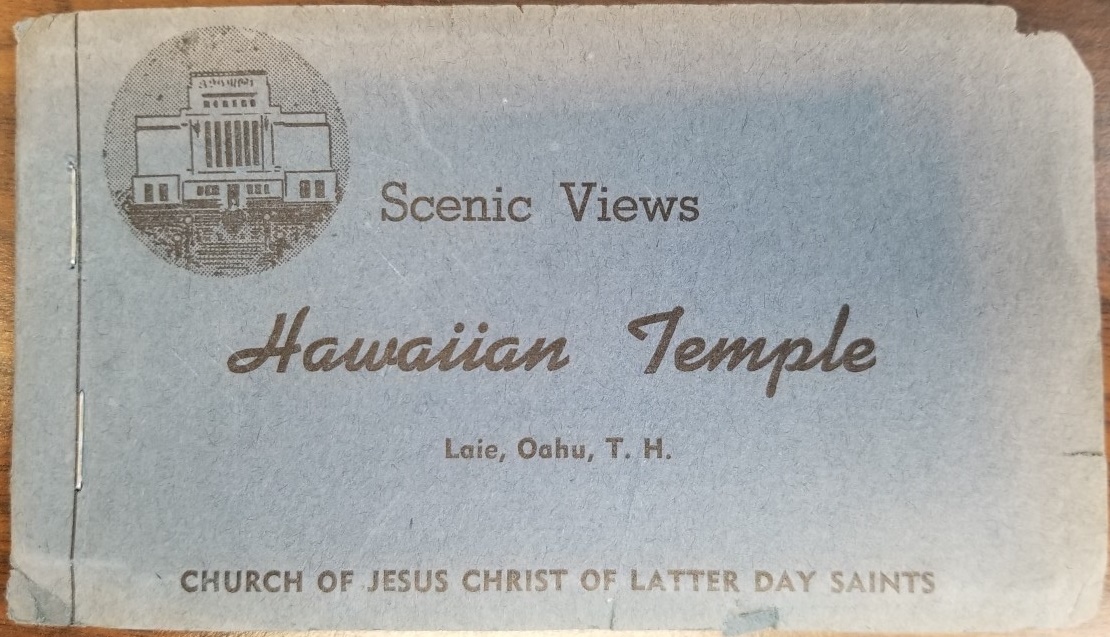 Scenic Views
Hawaiian Temple
Laie, Oahu, T. H.
CHURCH OF JESUS CHRIST OF LATTER DAY SAINTS